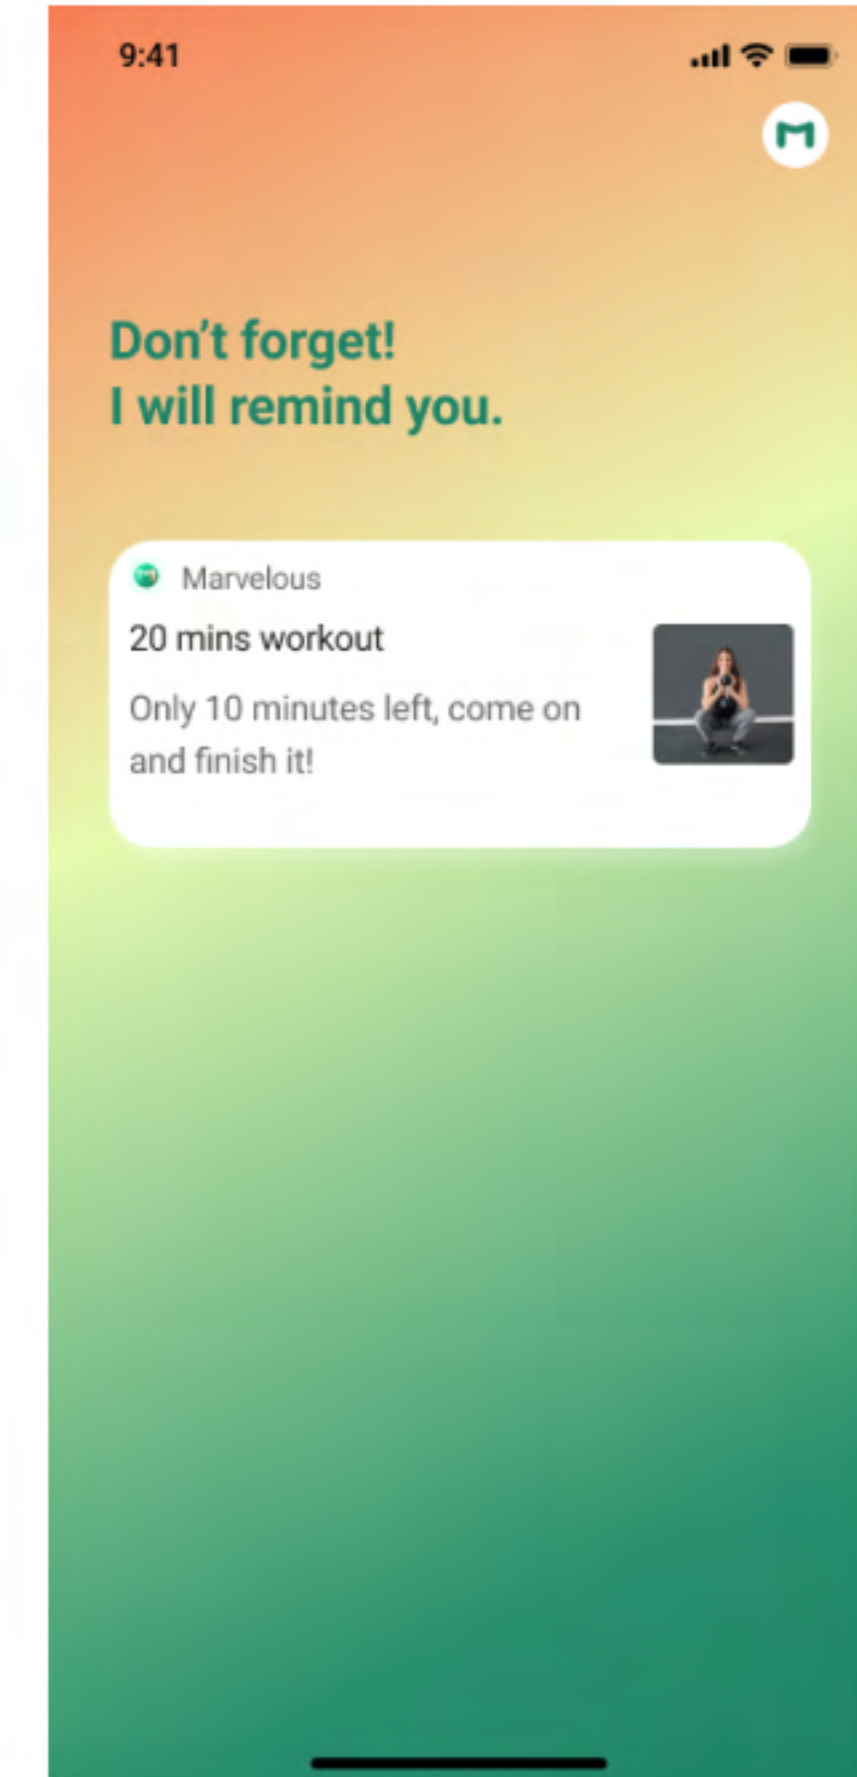 9:41
M
Don't forget!
I will remind you.
Marvelous
20 mins workout
Only 10 minutes left, come on
and finish it!